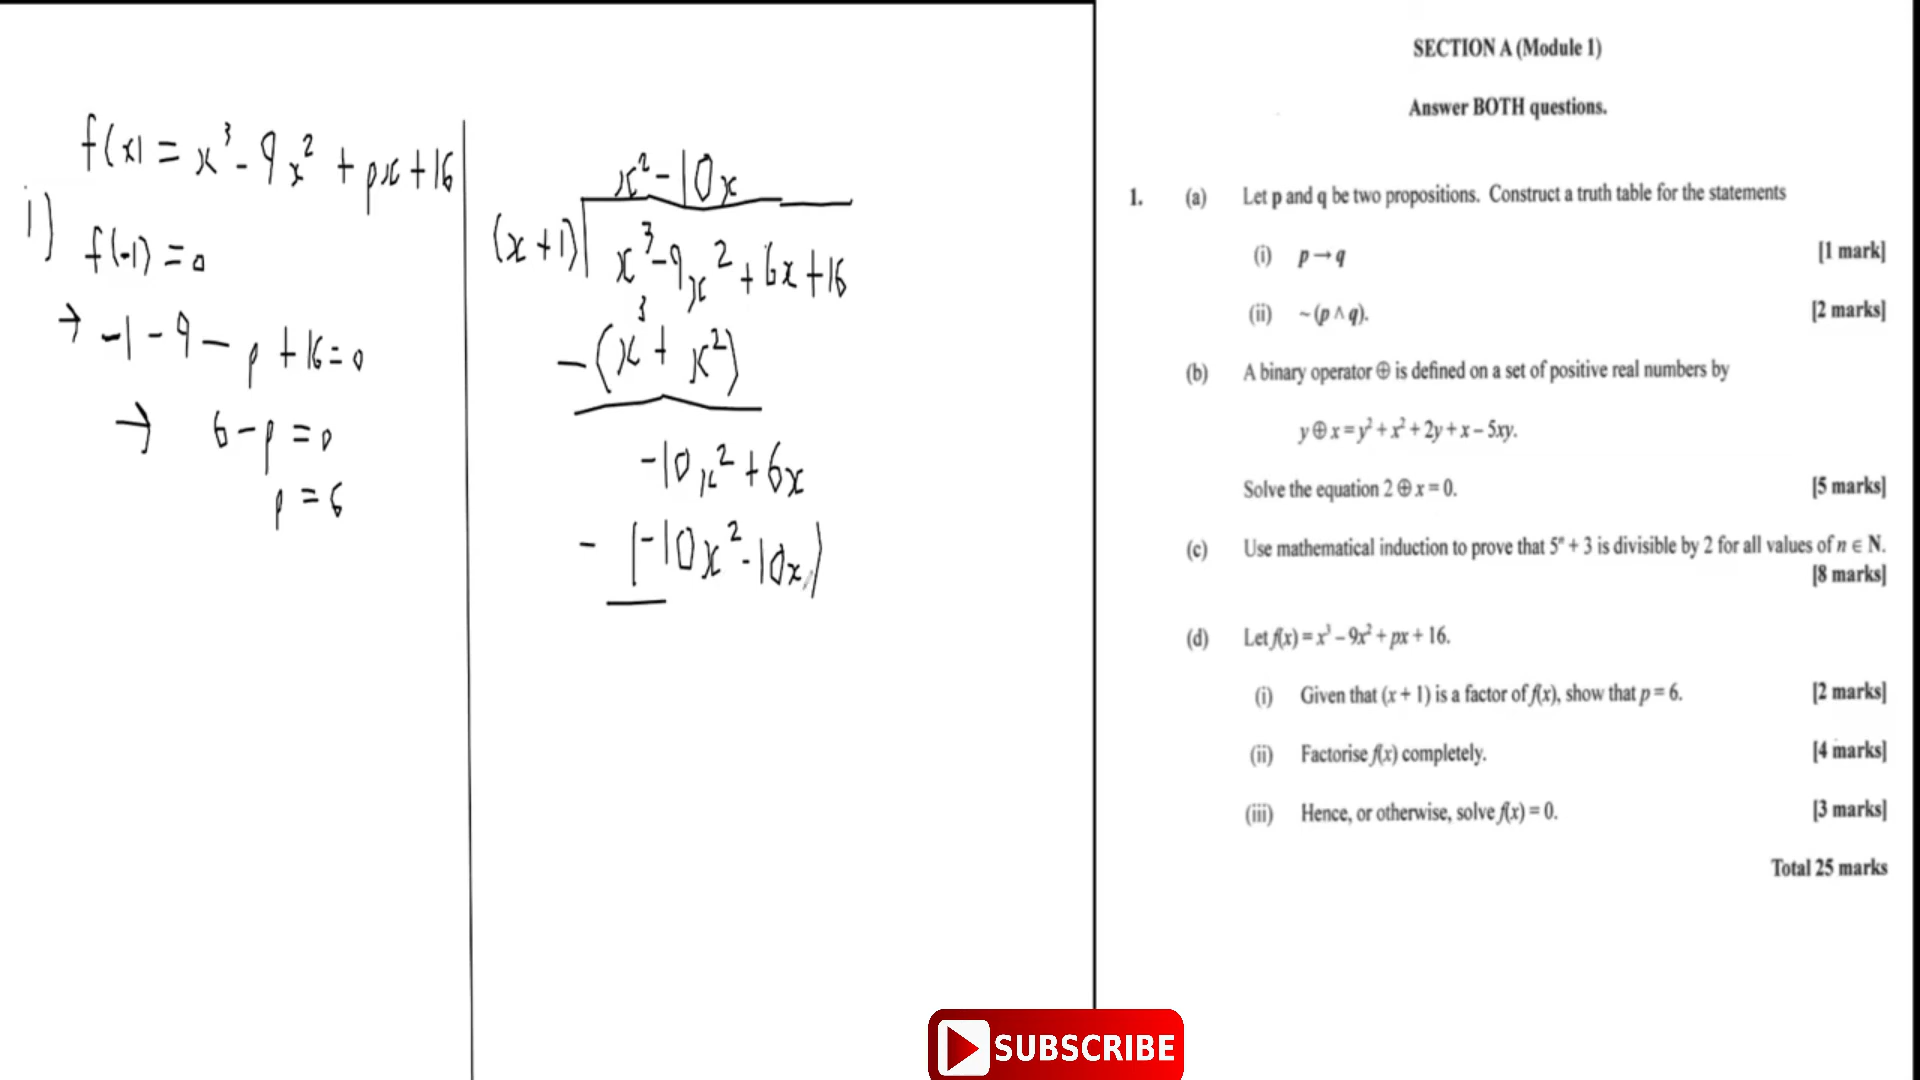 f(x) = x³ - 9x² + px + 16
i) f(-1) = 0
→ -1 - 9 - p + 16 = 0
→ 6 - p = 0
p = 6
x² - 10x
(x + 1) x³ - 9x² + 6x + 16
- (x³ + x²)
-10x² + 6x
- (-10x² - 10x)
SECTION A (Module 1)
Answer BOTH questions.
1. (a) Let p and q be two propositions. Construct a truth table for the statements
(i) p → q [1 mark]
(ii) ~ (p ∧ q). [2 marks]
(b) A binary operator ⊕ is defined on a set of positive real numbers by
y ⊕ x = y² + x² + 2y + x – 5xy.
Solve the equation 2 ⊕ x = 0. [5 marks]
(c) Use mathematical induction to prove that 5ⁿ + 3 is divisible by 2 for all values of n ∈ N.
[8 marks]
(d) Let f(x) = x³ – 9x² + px + 16.
(i) Given that (x + 1) is a factor of f(x), show that p = 6. [2 marks]
(ii) Factorise f(x) completely. [4 marks]
(iii) Hence, or otherwise, solve f(x) = 0. [3 marks]
Total 25 marks
SUBSCRIBE